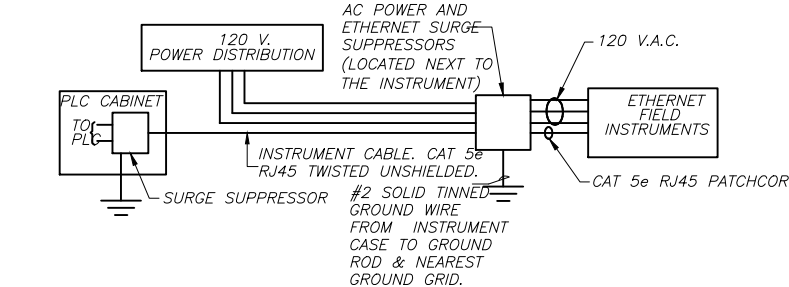 AC POWER AND
ETHERNET SURGE
SUPPRESSORS
(LOCATED NEXT TO
THE INSTRUMENT)
120 V.
POWER DISTRIBUTION
120 V.A.C.
PLC CABINET
TO
PLC
ETHERNET
FIELD
INSTRUMENTS
INSTRUMENT CABLE. CAT 5e
RJ45 TWISTED UNSHIELDED.
SURGE SUPPRESSOR
CAT 5e RJ45 PATCHCOR
#2 SOLID TINNED
GROUND WIRE
FROM INSTRUMENT
CASE TO GROUND
ROD & NEAREST
GROUND GRID.